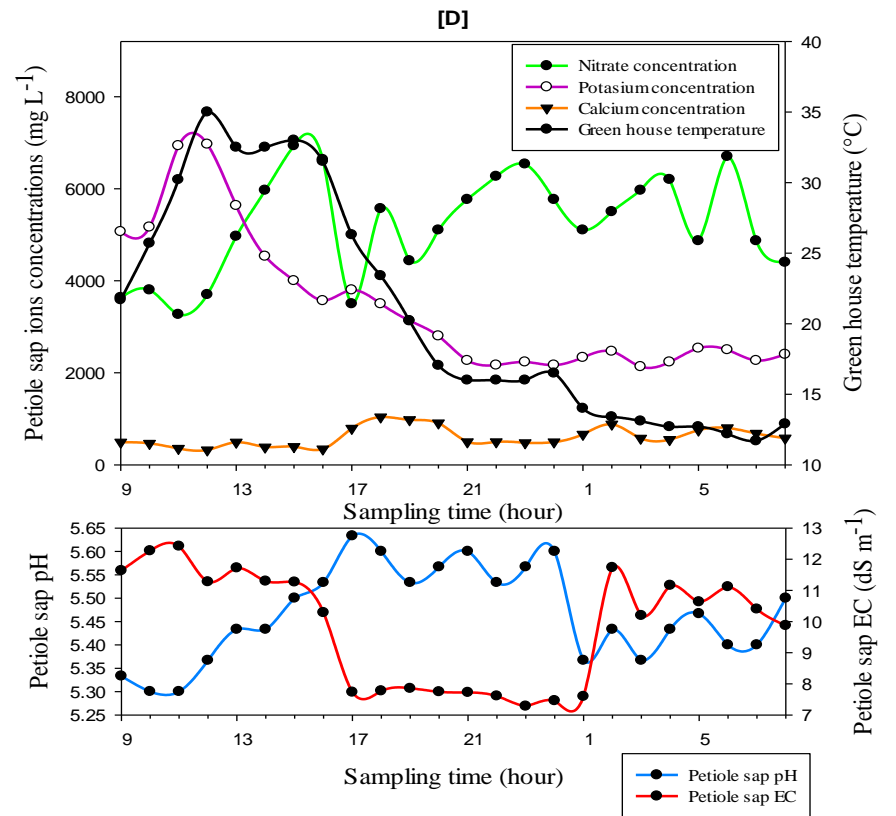 [D]
Nitrate concentration
Potasium concentration
Calcium concentration
Green house temperature
Petiole sap ions concentrations (mg L⁻¹)
8000
6000
4000
2000
0
40
35
30
25
20
15
10
Green house temperature (°C)
9 13 17 21 1 5
Sampling time (hour)
Petiole sap pH
5.65
5.60
5.55
5.50
5.45
5.40
5.35
5.30
5.25
13
12
11
10
9
8
7
Petiole sap EC (dS m⁻¹)
9 13 17 21 1 5
Sampling time (hour)
Petiole sap pH
Petiole sap EC